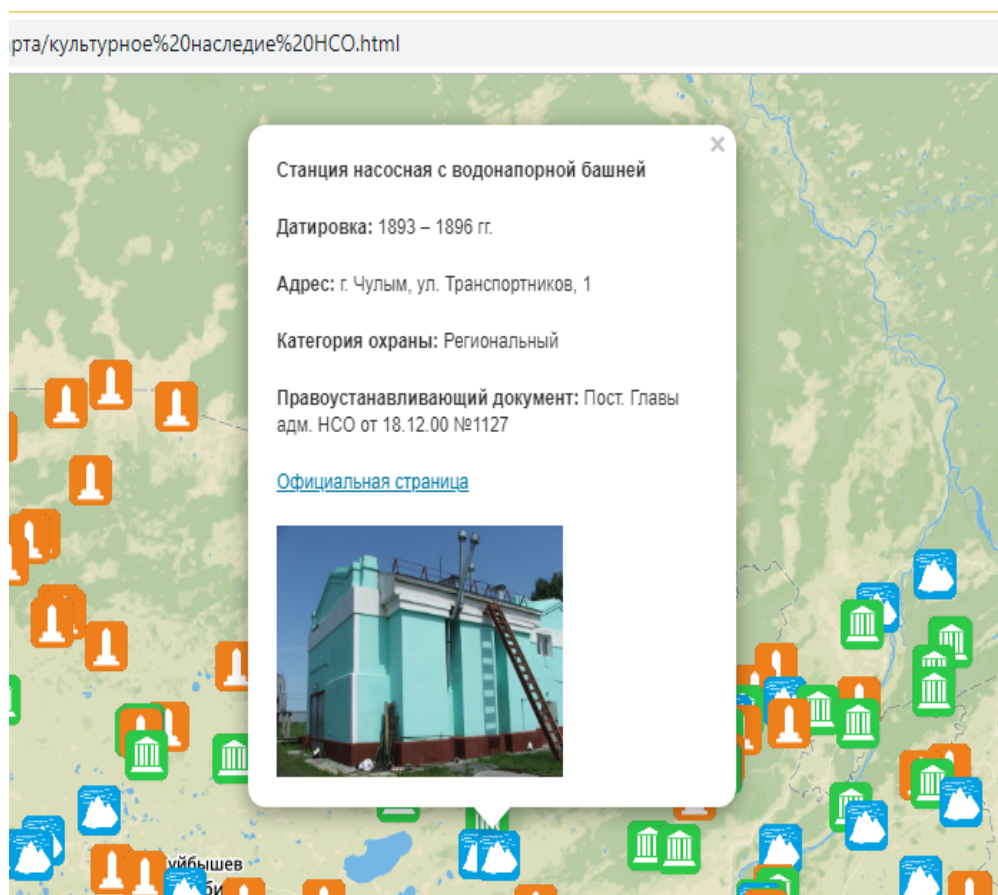 рта/культурное%20наследие%20НСО.html
×
Станция насосная с водонапорной башней
Датировка: 1893 – 1896 гг.
Адрес: г. Чулым, ул. Транспортников, 1
Категория охраны: Региональный
Правоустанавливающий документ: Пост. Главы
адм. НСО от 18.12.00 №1127
Официальная страница
уйбышев